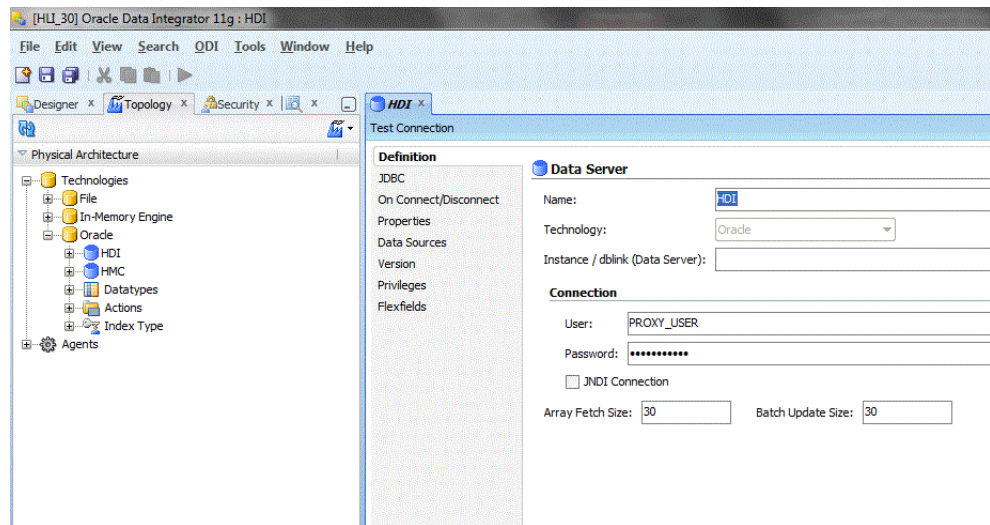 [HLI_30] Oracle Data Integrator 11g : HDI
File Edit View Search ODI Tools Window Help
Designer x Topology x Security x x HDI x
Test Connection
Physical Architecture
Technologies
File
In-Memory Engine
Oracle
HDI
HMC
Datatypes
Actions
Index Type
Agents
Definition
JDBC
On Connect/Disconnect
Properties
Data Sources
Version
Privileges
Flexfields
Data Server
Name: HDI
Technology: Oracle
Instance / dblink (Data Server):
Connection
User: PROXY_USER
Password: •••••••••••
JNDI Connection
Array Fetch Size: 30 Batch Update Size: 30